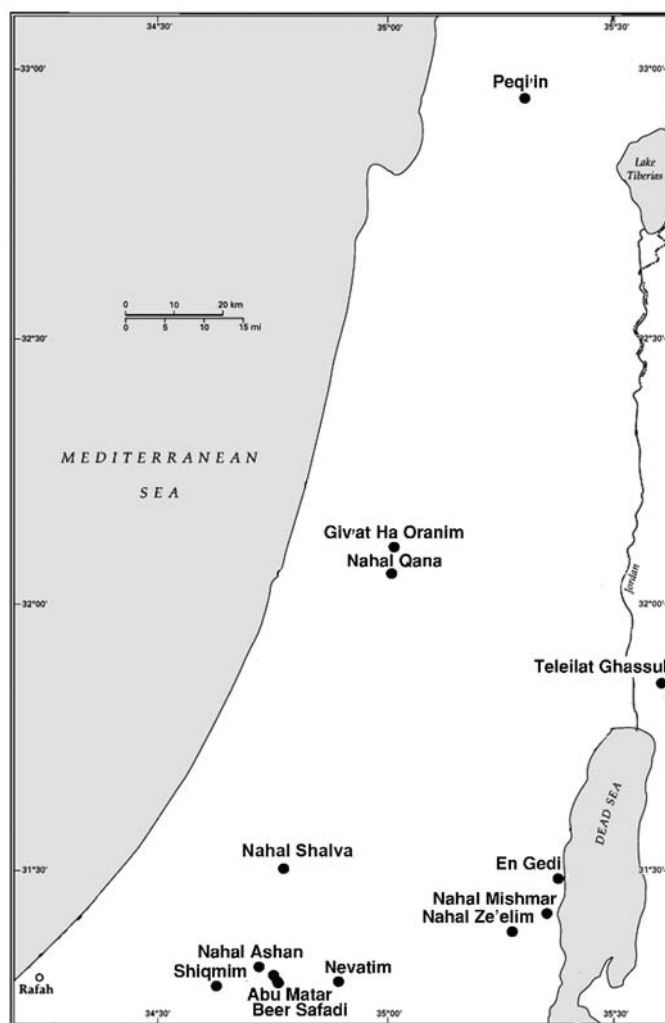 34°30'
35°00'
35°30'
33°00'
33°00'
Peqi'in
Lake
Tiberias
0 10 20 km
0 5 10 15 mi
32°30'
32°30'
MEDITERRANEAN
SEA
Giv'at Ha Oranim
Nahal Qana
Jordan
32°00'
32°00'
Teleilat Ghassul
DEAD SEA
Nahal Shalva
En Gedi
31°30'
31°30'
Nahal Mishmar
Nahal Ze'elim
Nahal Ashan
Shiqmim
Nevatim
Rafah
Abu Matar
Beer Safadi
34°30'
35°00'
35°30'